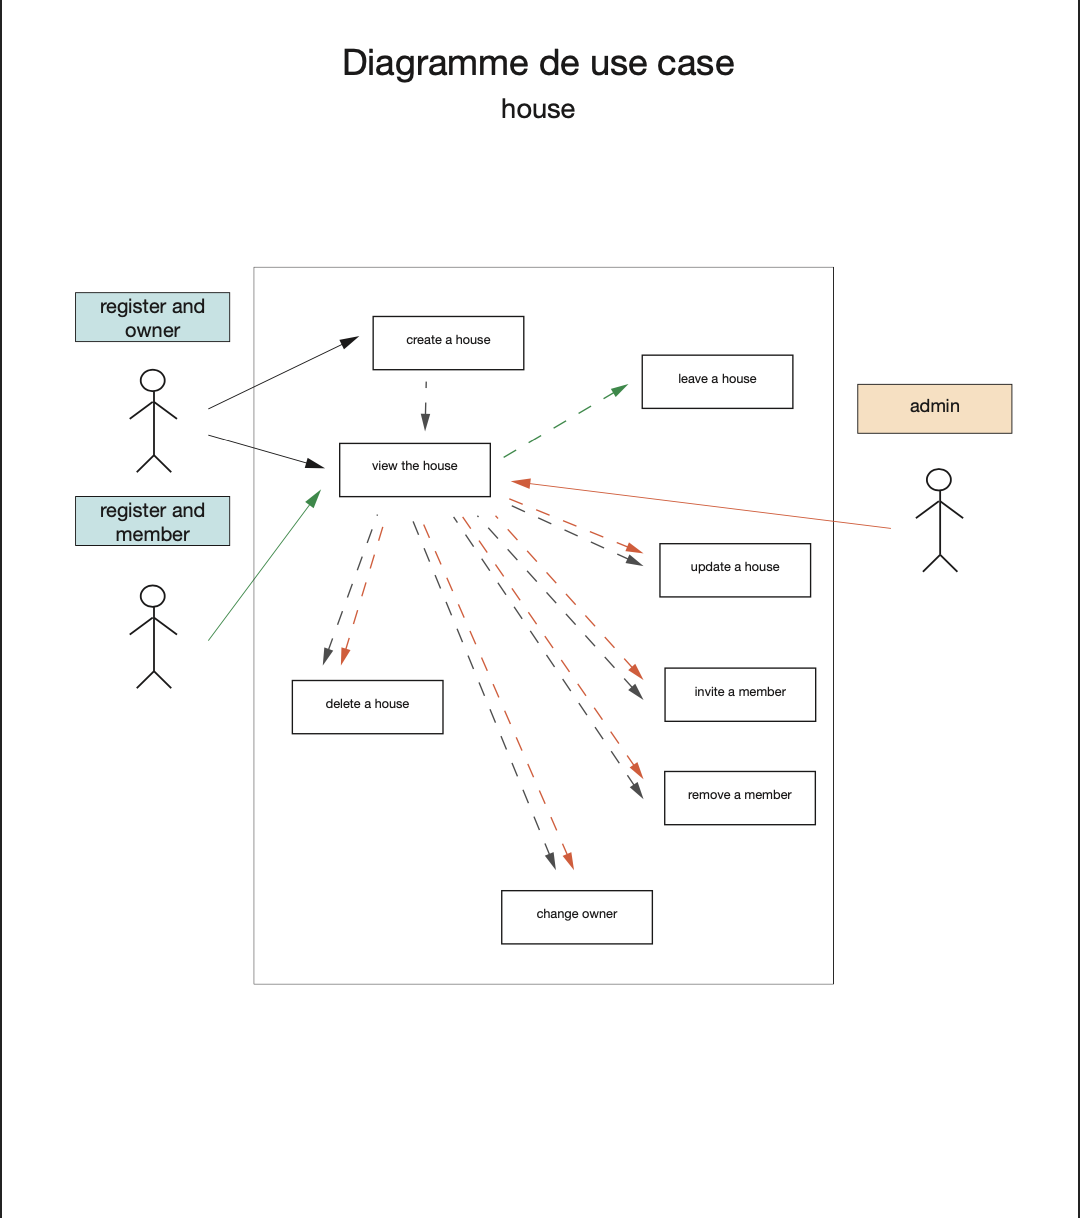 Diagramme de use case
house
register and
owner
create a house
leave a house
admin
view the house
register and
member
update a house
invite a member
delete a house
remove a member
change owner